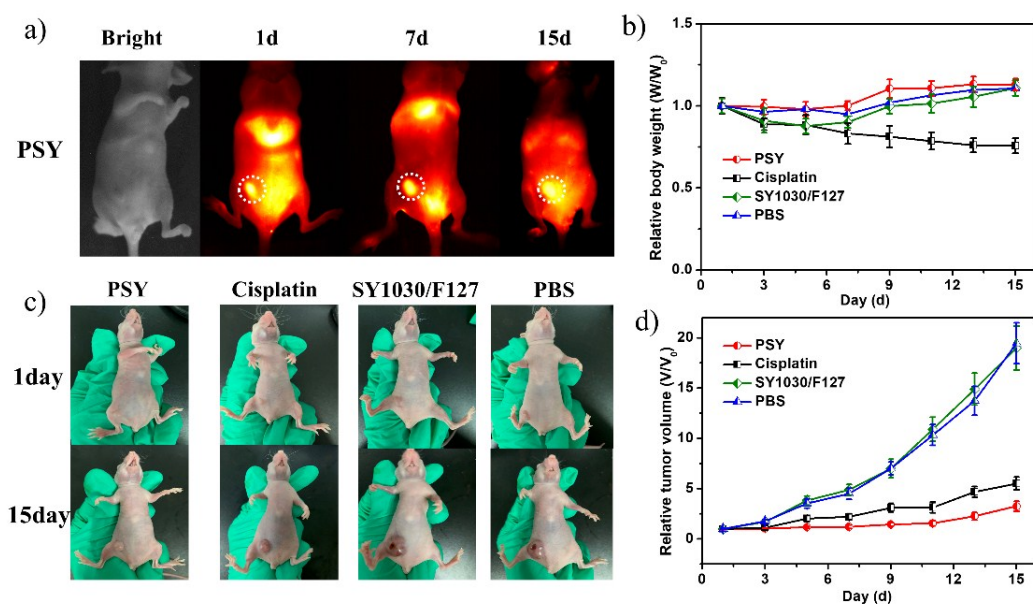 a)
Bright 1d 7d 15d
PSY
b)
Relative body weight (W/W₀)
1.5
1.0
0.5
0.0
PSY
Cisplatin
SY1030/F127
PBS
0 3 6 9 12 15
Day (d)
c)
PSY Cisplatin SY1030/F127 PBS
1day
15day
d)
Relative tumor volume (V/V₀)
20
15
10
5
0
PSY
Cisplatin
SY1030/F127
PBS
0 3 6 9 12 15
Day (d)